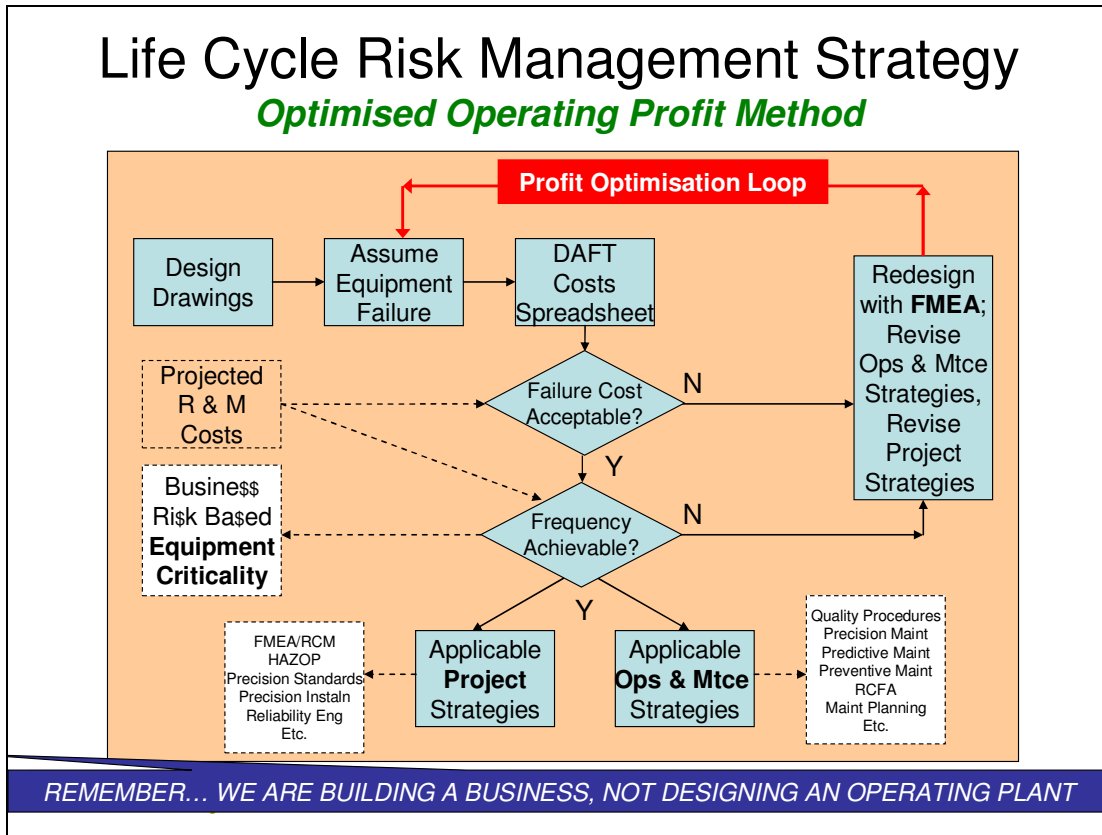 Life Cycle Risk Management Strategy
Optimised Operating Profit Method
Profit Optimisation Loop
Design
Drawings
Assume
Equipment
Failure
DAFT
Costs
Spreadsheet
Redesign
with FMEA;
Revise
Ops & Mtce
Strategies,
Revise
Project
Strategies
Projected
R & M
Costs
Failure Cost
Acceptable?
N
Y
Busine$$
Ri$k Ba$ed
Equipment
Criticality
Frequency
Achievable?
N
Y
FMEA/RCM
HAZOP
Precision Standards
Precision Instaln
Reliability Eng
Etc.
Applicable
Project
Strategies
Applicable
Ops & Mtce
Strategies
Quality Procedures
Precision Maint
Predictive Maint
Preventive Maint
RCFA
Maint Planning
Etc.
REMEMBER… WE ARE BUILDING A BUSINESS, NOT DESIGNING AN OPERATING PLANT